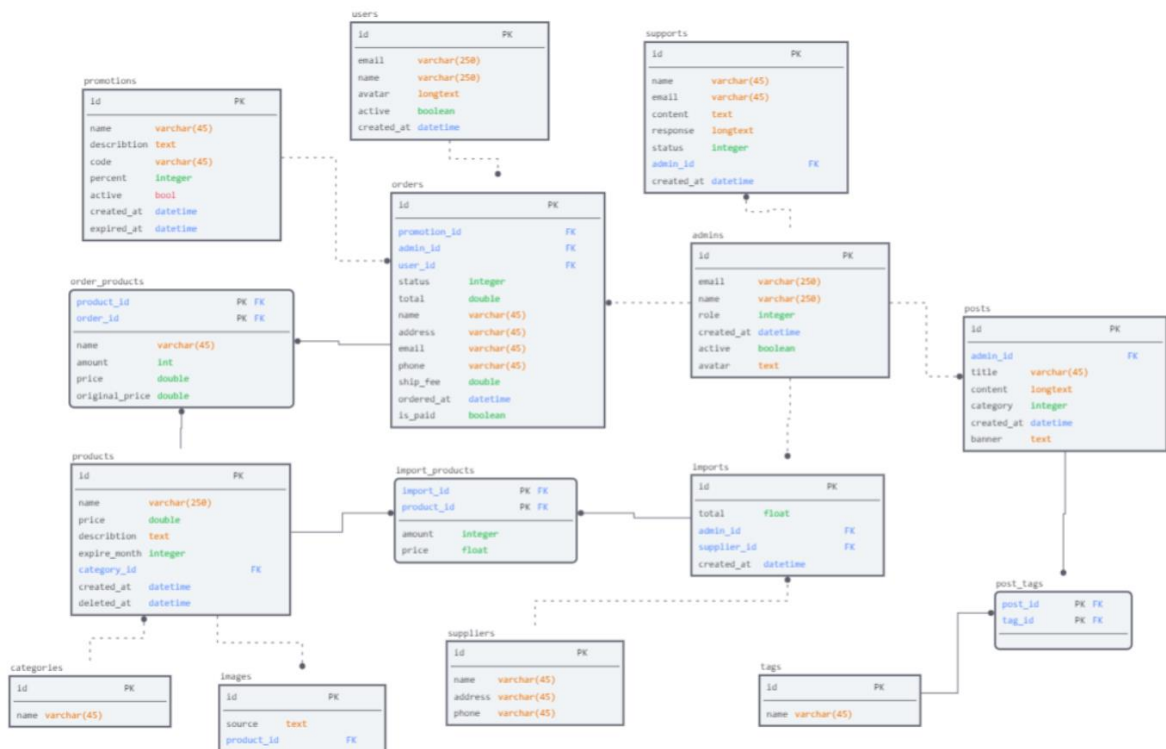 users
id PK
email varchar(250)
name varchar(250)
avatar longtext
active boolean
created_at datetime
supports
id PK
name varchar(45)
email varchar(45)
content text
response longtext
status integer
admin_id FK
created_at datetime
promotions
id PK
name varchar(45)
describtion text
code varchar(45)
percent integer
active bool
created_at datetime
expired_at datetime
orders
id PK
promotion_id FK
admin_id FK
user_id FK
status integer
total double
name varchar(45)
address varchar(45)
email varchar(45)
phone varchar(45)
ship_fee double
ordered_at datetime
is_paid boolean
admins
id PK
email varchar(250)
name varchar(250)
role integer
created_at datetime
active boolean
avatar text
order_products
product_id PK FK
order_id PK FK
name varchar(45)
amount int
price double
original_price double
posts
id PK
admin_id FK
title varchar(45)
content longtext
category integer
created_at datetime
banner text
products
id PK
name varchar(250)
price double
describtion text
expire_month integer
category_id FK
created_at datetime
deleted_at datetime
import_products
import_id PK FK
product_id PK FK
amount integer
price float
imports
id PK
total float
admin_id FK
supplier_id FK
created_at datetime
post_tags
post_id PK FK
tag_id PK FK
categories
id PK
name varchar(45)
images
id PK
source text
product_id FK
suppliers
id PK
name varchar(45)
address varchar(45)
phone varchar(45)
tags
id PK
name varchar(45)